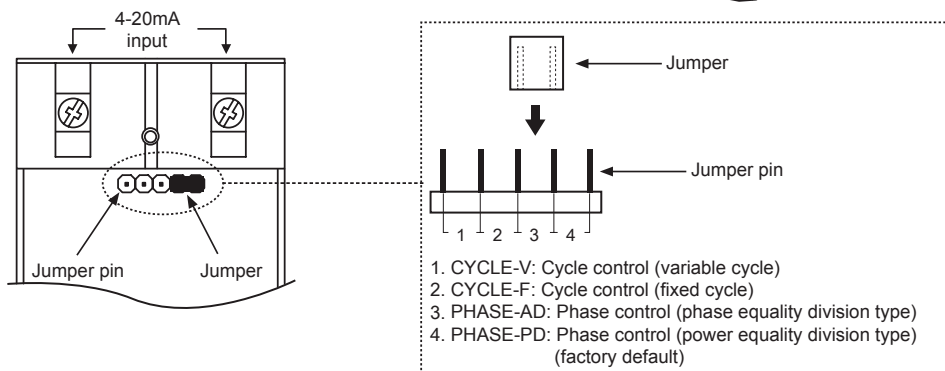 4-20mA
input
Jumper
Jumper pin
1 2 3 4
Jumper pin
Jumper
1. CYCLE-V: Cycle control (variable cycle)
2. CYCLE-F: Cycle control (fixed cycle)
3. PHASE-AD: Phase control (phase equality division type)
4. PHASE-PD: Phase control (power equality division type)
(factory default)